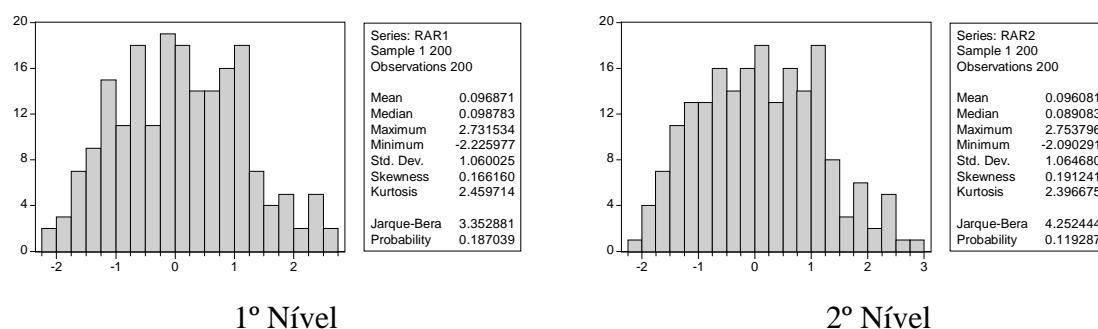 20
16
12
8
4
0
-2 -1 0 1 2
Series: RAR1
Sample 1 200
Observations 200
Mean 0.096871
Median 0.098783
Maximum 2.731534
Minimum -2.225977
Std. Dev. 1.060025
Skewness 0.166160
Kurtosis 2.459714
Jarque-Bera 3.352881
Probability 0.187039
1º Nível
20
16
12
8
4
0
-2 -1 0 1 2 3
Series: RAR2
Sample 1 200
Observations 200
Mean 0.096081
Median 0.089083
Maximum 2.753796
Minimum -2.090291
Std. Dev. 1.064680
Skewness 0.191241
Kurtosis 2.396675
Jarque-Bera 4.252444
Probability 0.119287
2º Nível